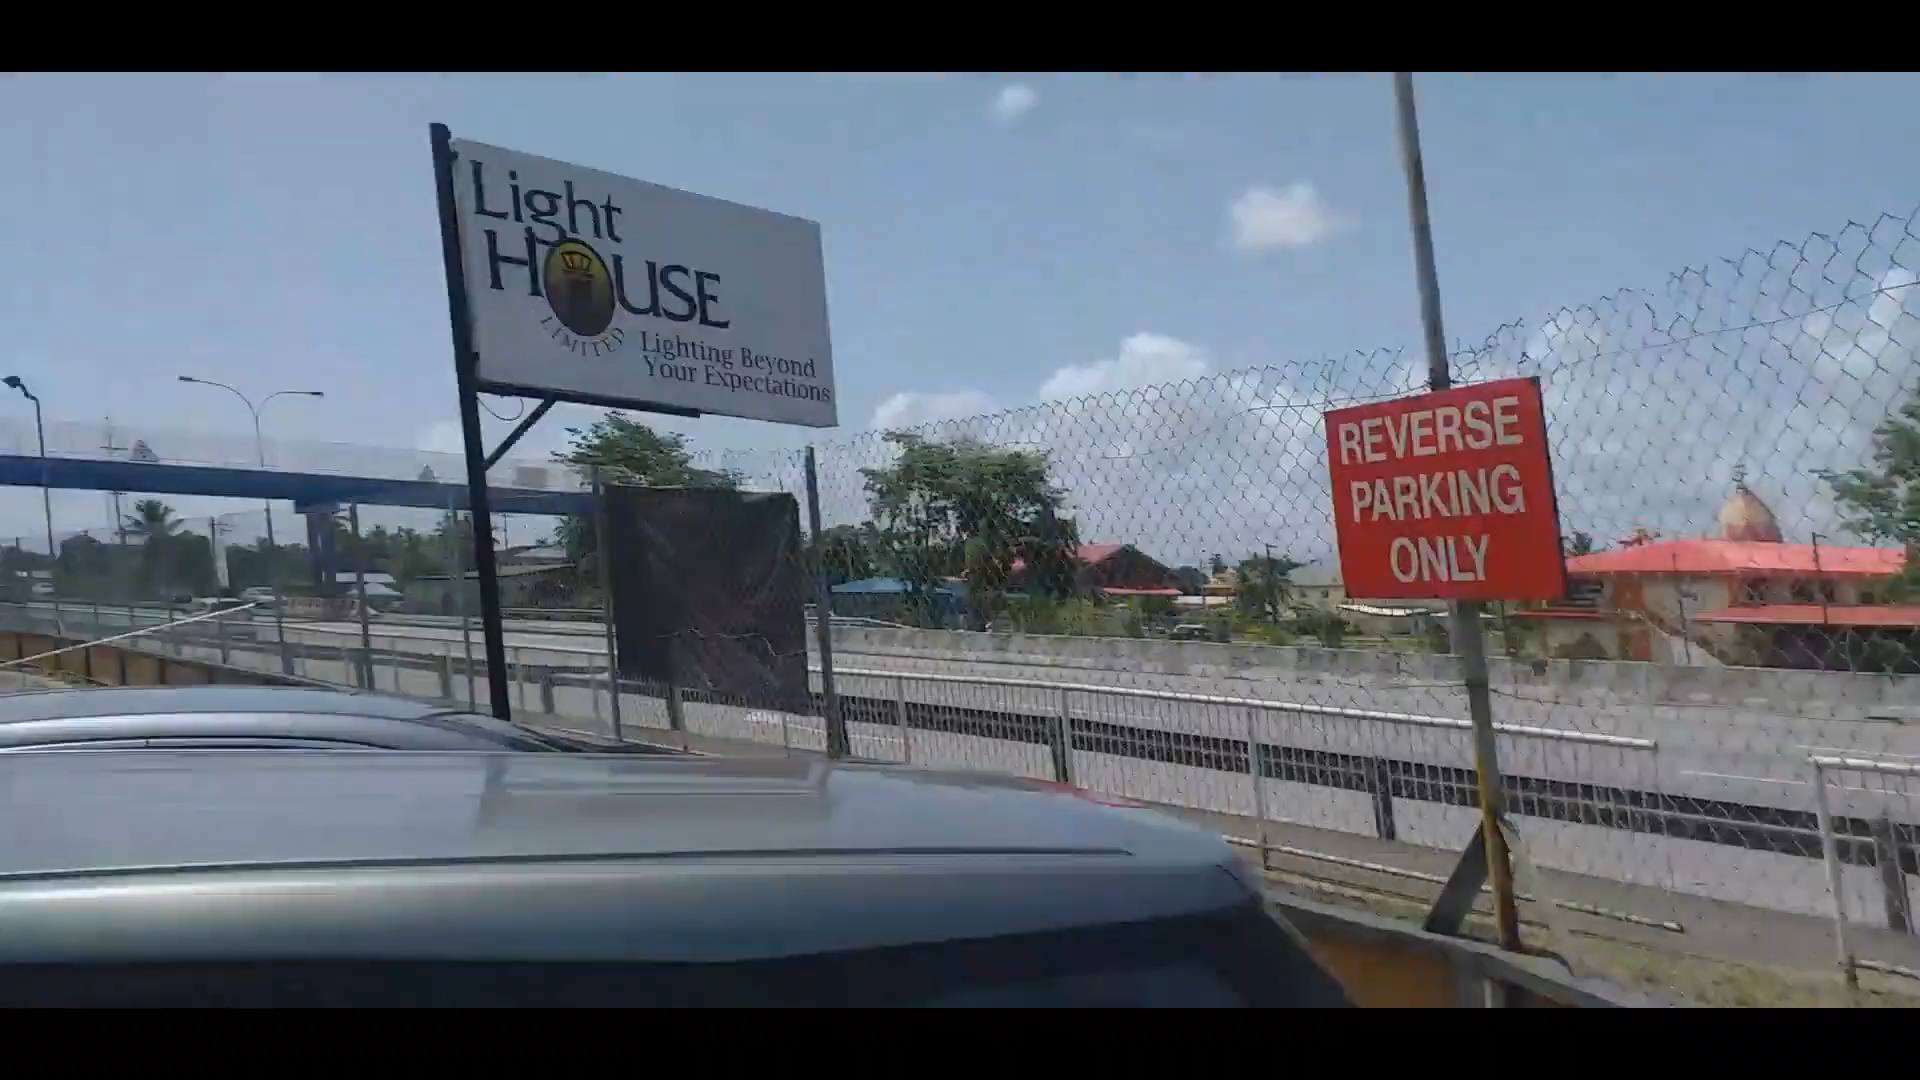 Light
HOUSE
LIMITED
Lighting Beyond
Your Expectations
REVERSE
PARKING
ONLY